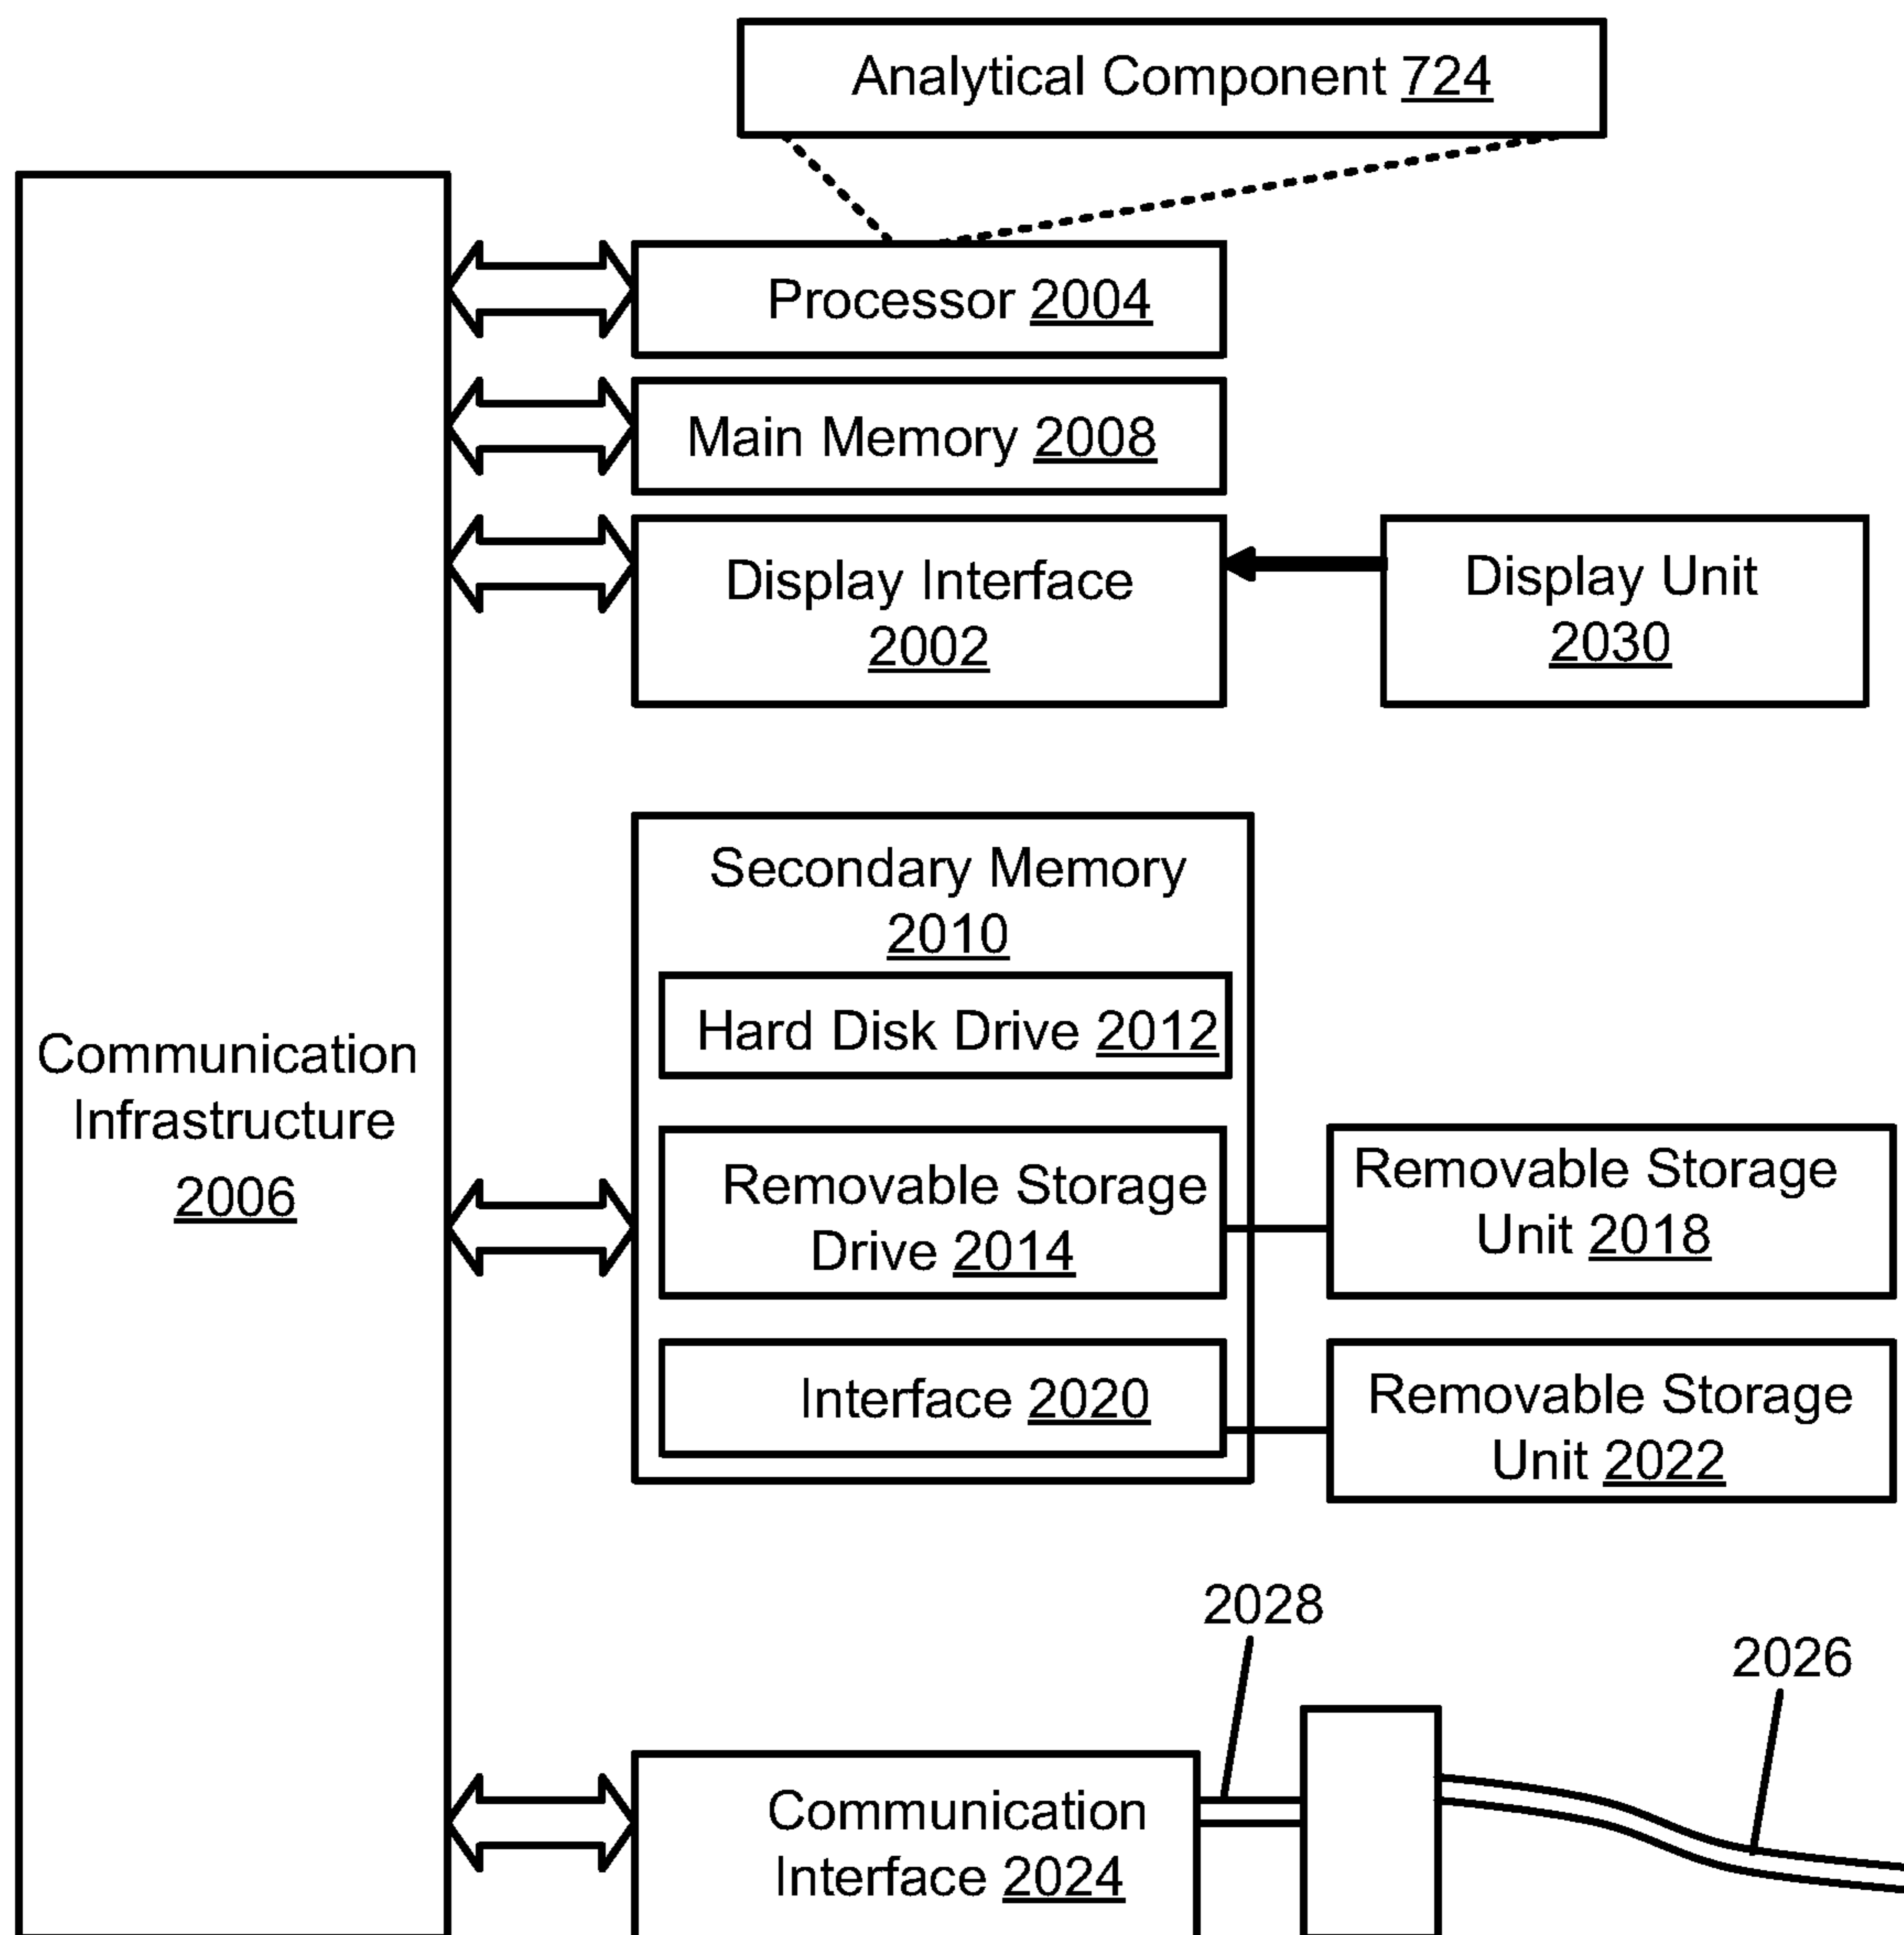 Analytical Component 724
Processor 2004
Main Memory 2008
Display Interface
2002
Display Unit
2030
Secondary Memory
2010
Hard Disk Drive 2012
Communication
Infrastructure
2006
Removable Storage
Drive 2014
Removable Storage
Unit 2018
Interface 2020
Removable Storage
Unit 2022
2028
2026
Communication
Interface 2024